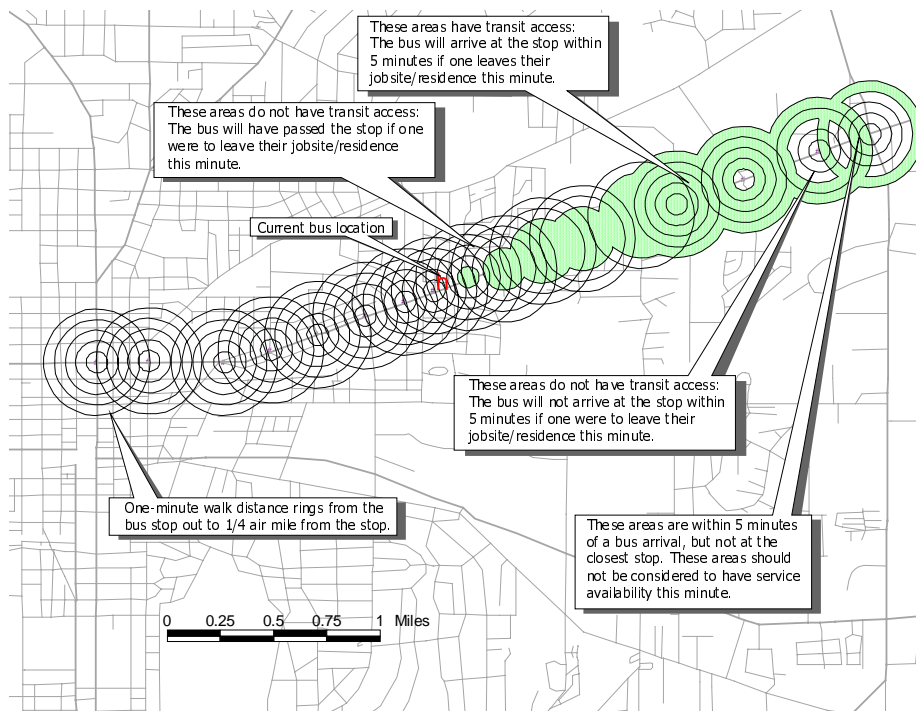 These areas have transit access:
The bus will arrive at the stop within
5 minutes if one leaves their
jobsite/residence this minute.
These areas do not have transit access:
The bus will have passed the stop if one
were to leave their jobsite/residence
this minute.
Current bus location
These areas do not have transit access:
The bus will not arrive at the stop within
5 minutes if one were to leave their
jobsite/residence this minute.
One-minute walk distance rings from the
bus stop out to 1/4 air mile from the stop.
These areas are within 5 minutes
of a bus arrival, but not at the
closest stop. These areas should
not be considered to have service
availability this minute.
0 0.25 0.5 0.75 1 Miles